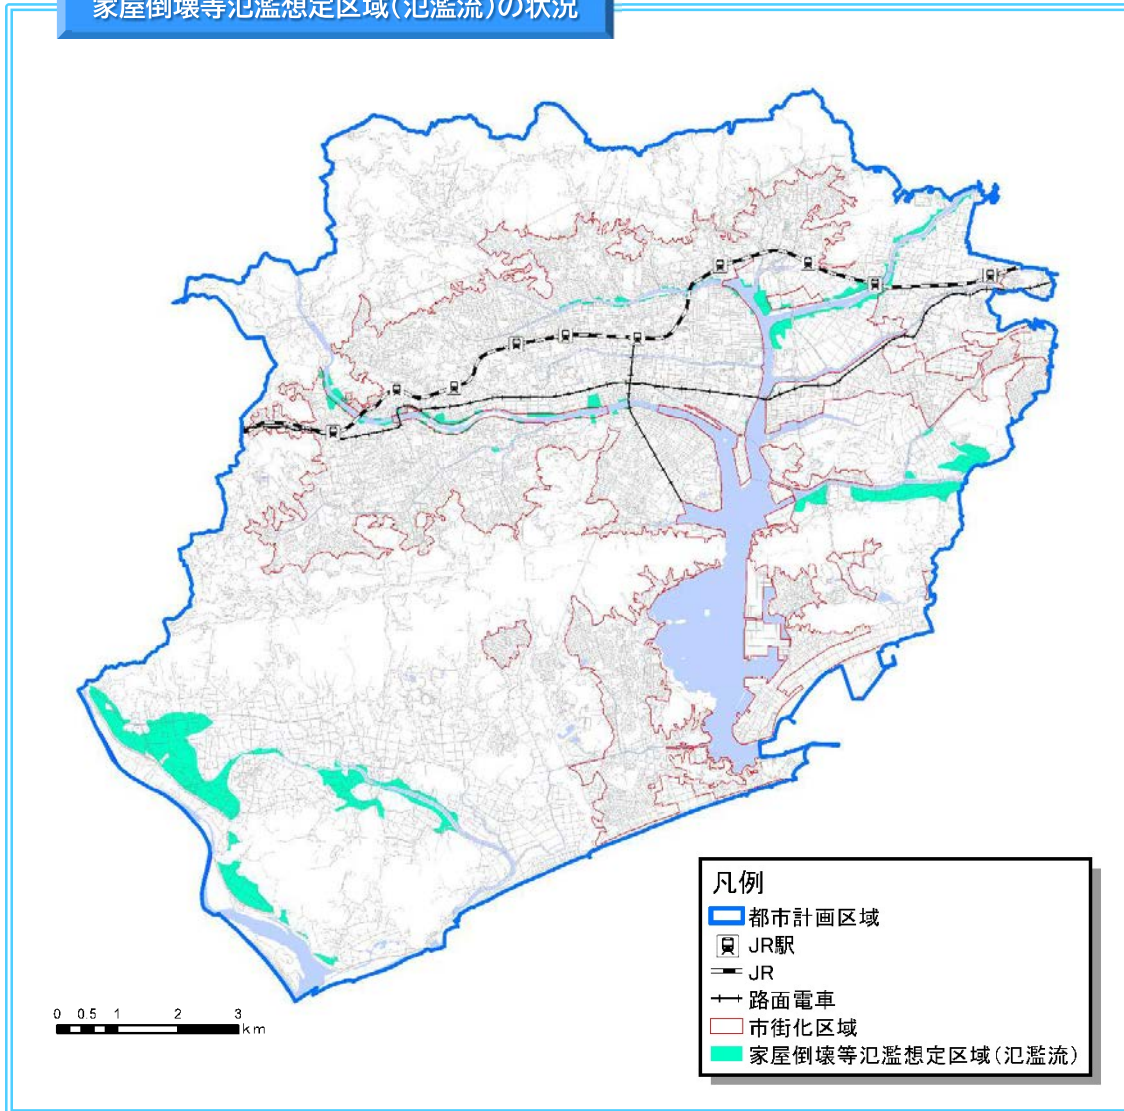 家屋倒壊等氾濫想定区域(氾濫流)の状況
凡例
都市計画区域
JR駅
JR
路面電車
市街化区域
家屋倒壊等氾濫想定区域(氾濫流)
0 0.5 1 2 3
km